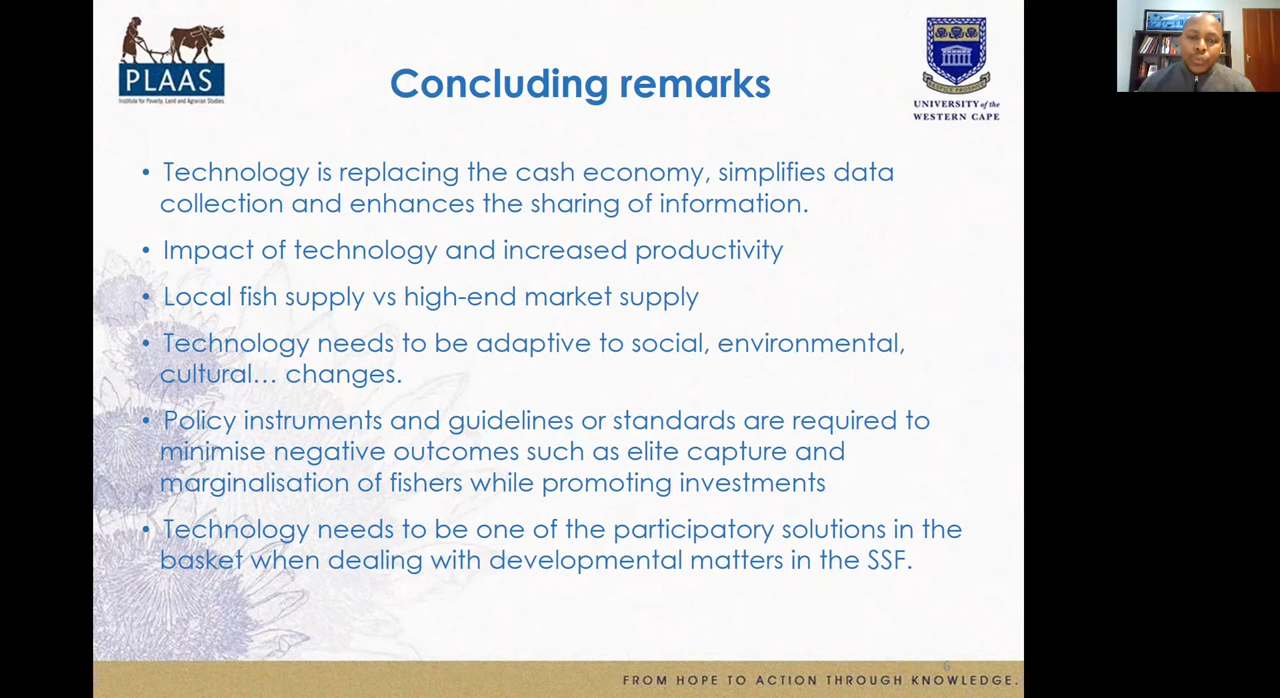 PLAAS
Institute for Poverty, Land and Agrarian Studies
Concluding remarks
UNIVERSITY of the
WESTERN CAPE
• Technology is replacing the cash economy, simplifies data
collection and enhances the sharing of information.
• Impact of technology and increased productivity
• Local fish supply vs high-end market supply
• Technology needs to be adaptive to social, environmental,
cultural… changes.
• Policy instruments and guidelines or standards are required to
minimise negative outcomes such as elite capture and
marginalisation of fishers while promoting investments
• Technology needs to be one of the participatory solutions in the
basket when dealing with developmental matters in the SSF.
6
FROM HOPE TO ACTION THROUGH KNOWLEDGE.